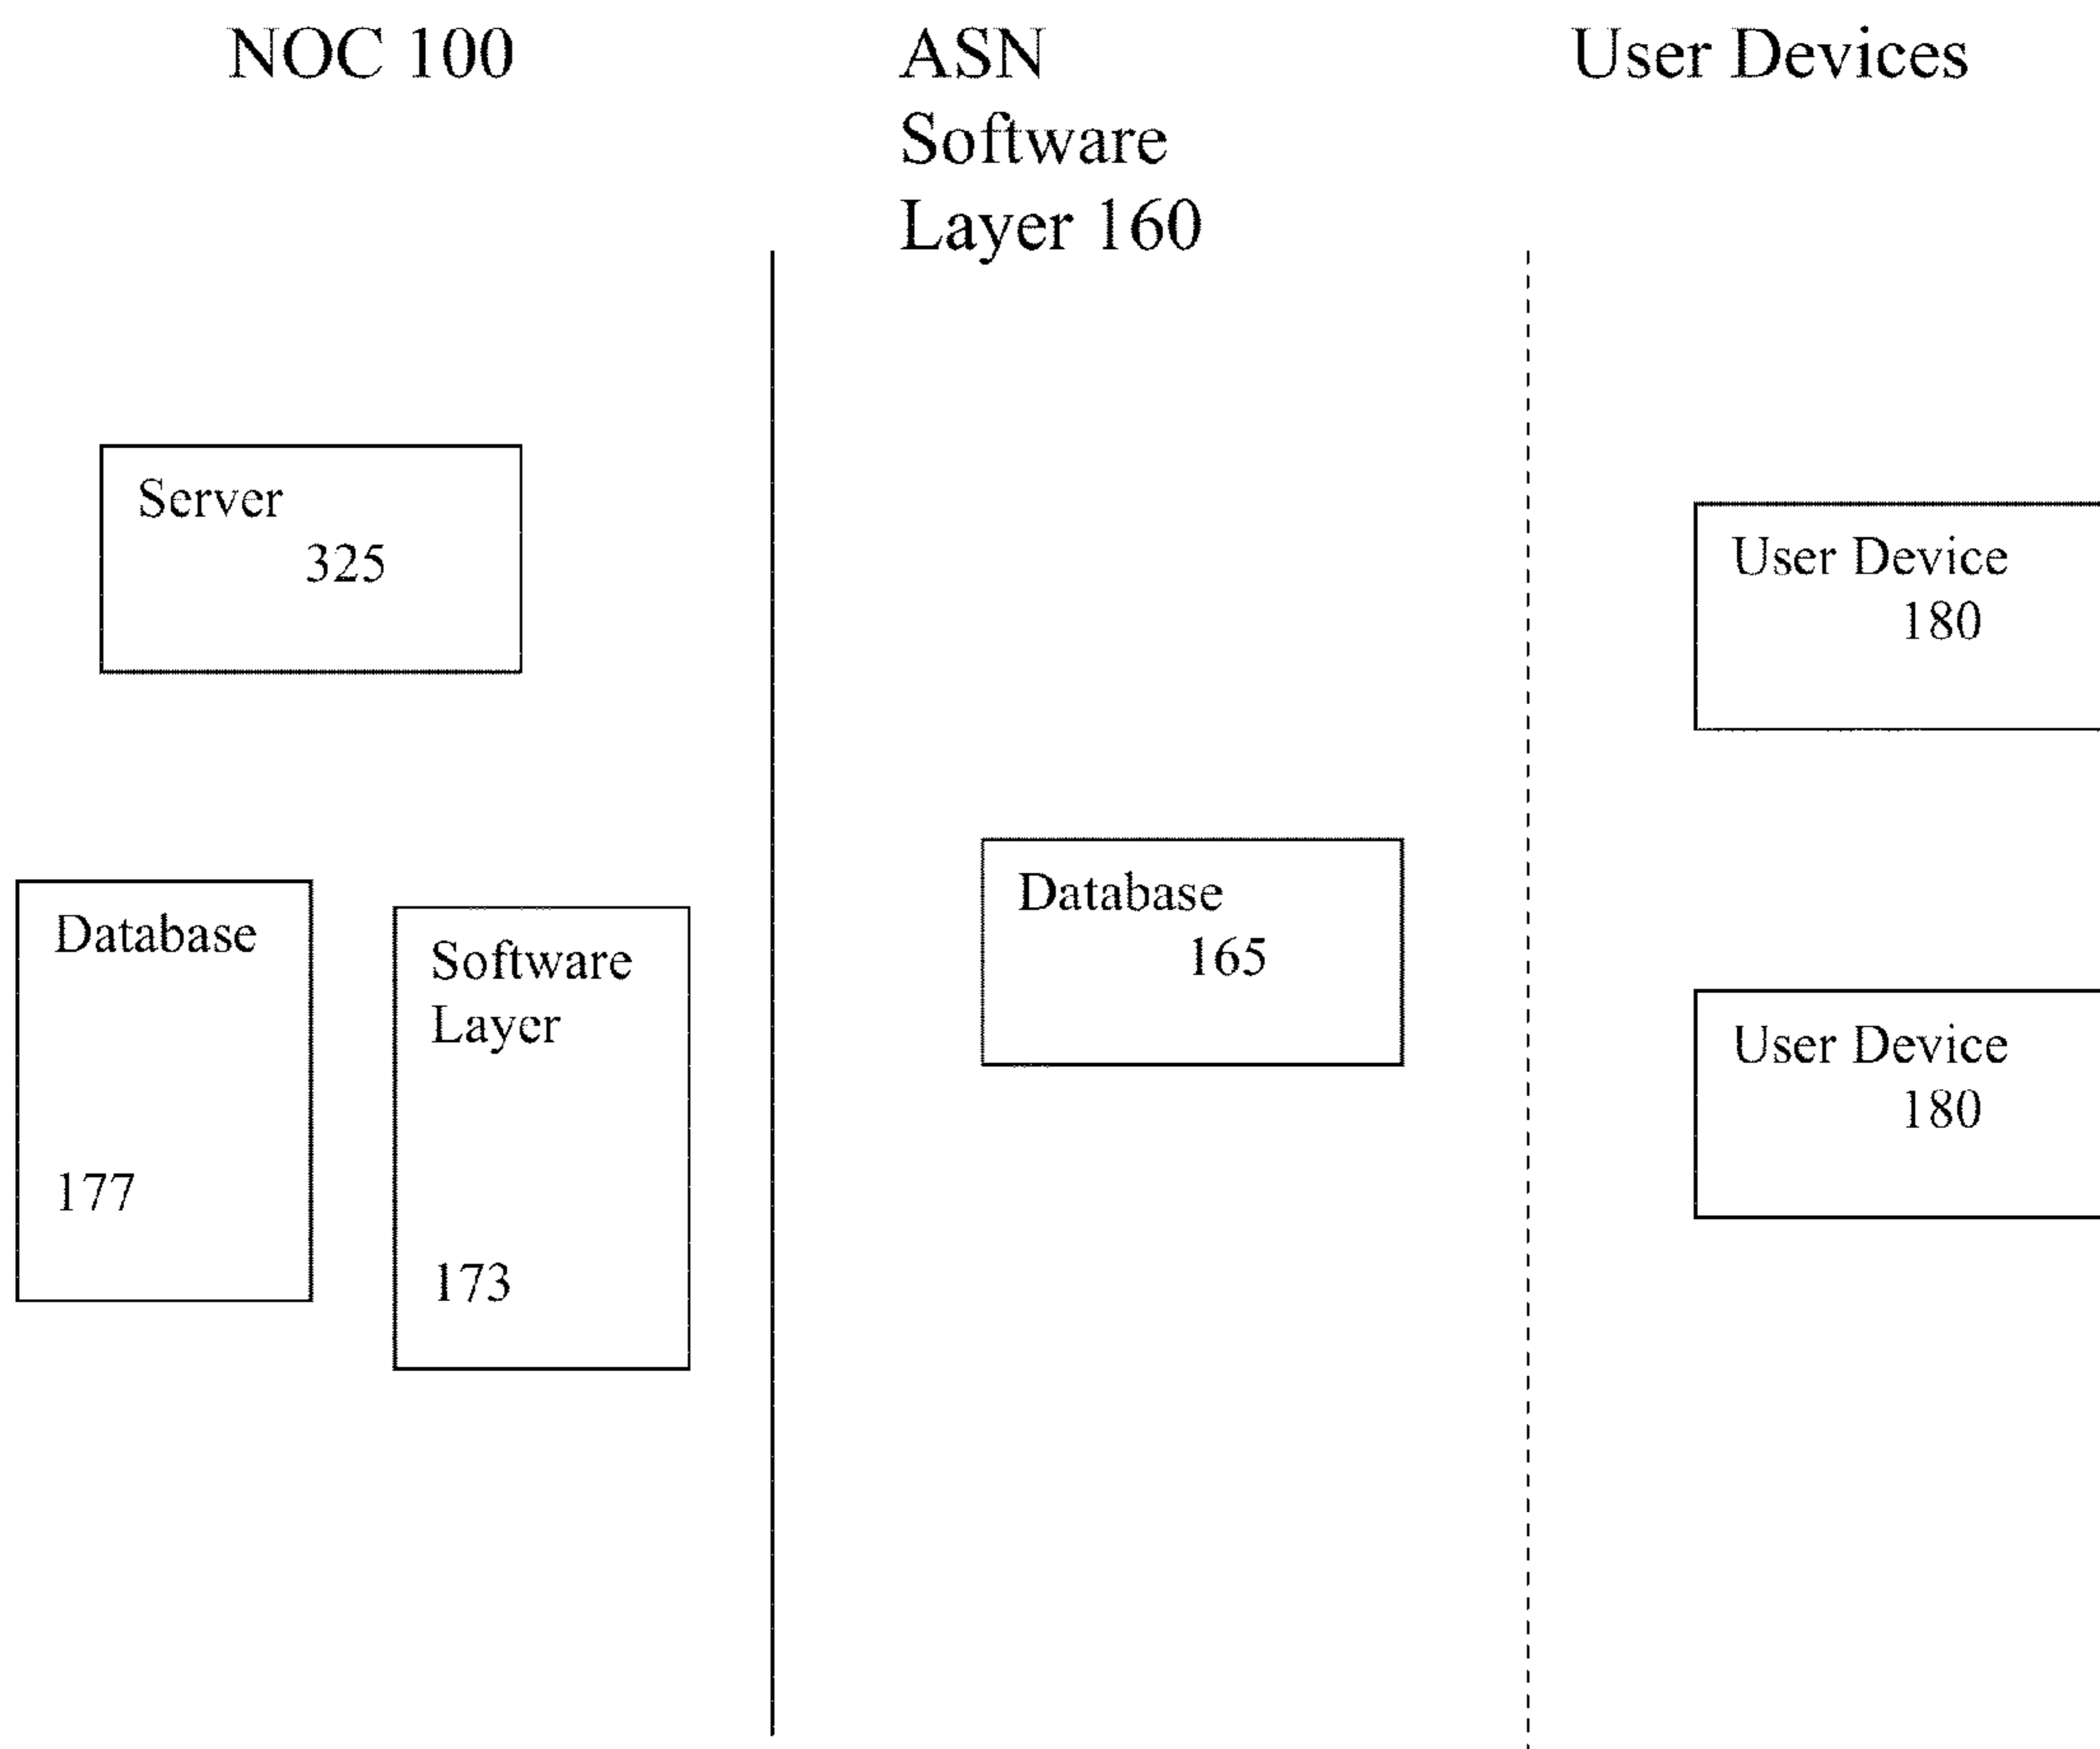 NOC 100
ASN
Software
Layer 160
User Devices
Server
325
Database
177
Software
Layer
173
Database
165
User Device
180
User Device
180